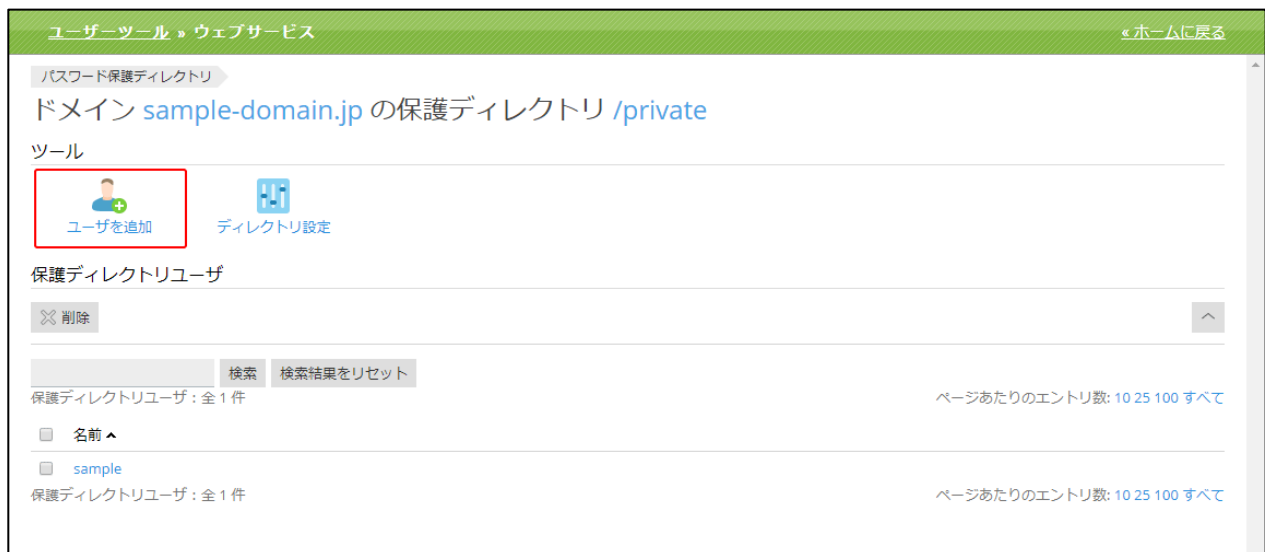 ユーザーツール » ウェブサービス «ホームに戻る
パスワード保護ディレクトリ
ドメイン sample-domain.jp の保護ディレクトリ /private
ツール
ユーザを追加 ディレクトリ設定
保護ディレクトリユーザ
削除
検索 検索結果をリセット
保護ディレクトリユーザ：全 1 件 ページあたりのエントリ数: 10 25 100 すべて
名前
sample
保護ディレクトリユーザ：全 1 件 ページあたりのエントリ数: 10 25 100 すべて